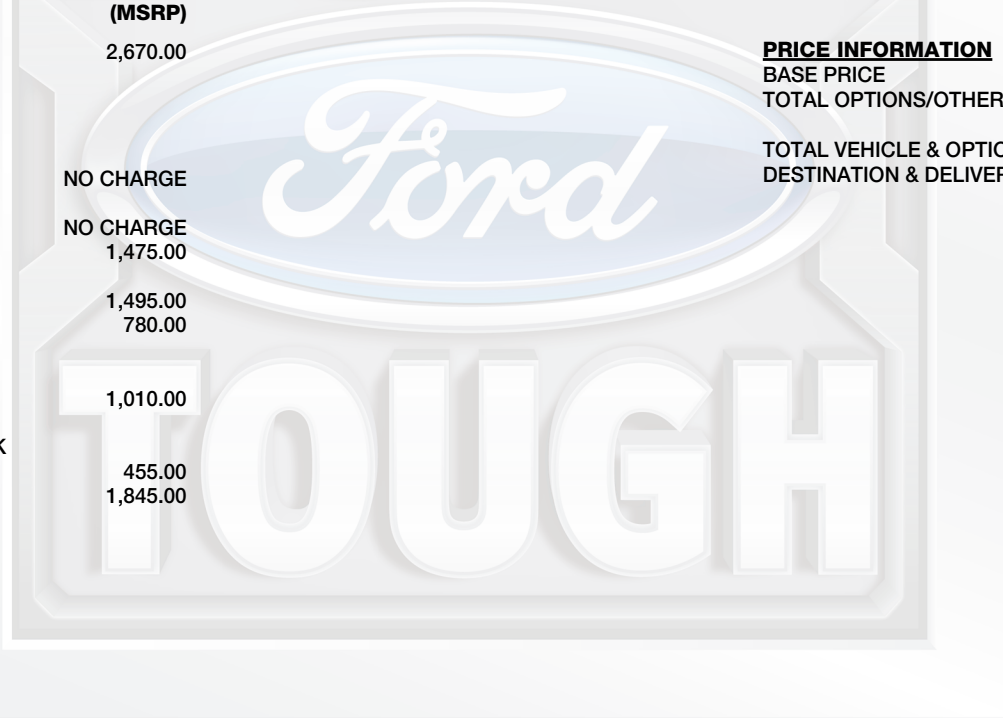 (MSRP)
2,670.00
NO CHARGE
NO CHARGE
1,475.00
1,495.00
780.00
1,010.00
K
455.00
1,845.00
PRICE INFORMATION
BASE PRICE
TOTAL OPTIONS/OTHER
TOTAL VEHICLE & OPTIO
DESTINATION & DELIVER
Ford
TOUGH